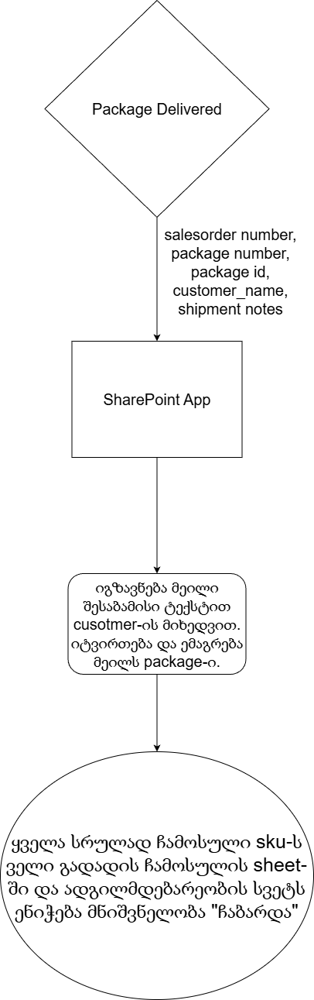 Package Delivered
salesorder number,
package number,
package id,
customer_name,
shipment notes
SharePoint App
იგზავნება მეილი
შესაბამისი ტექსტით
cusotmer-ის მიხედვით.
იტვირთება და ემაგრება
მეილს package-ი.
ყველა სრულად ჩამოსული sku-ს
ველი გადადის ჩამოსულის sheet-
ში და ადგილმდებარეობის სვეტს
ენიჭება მნიშვნელობა "ჩაბარდა"